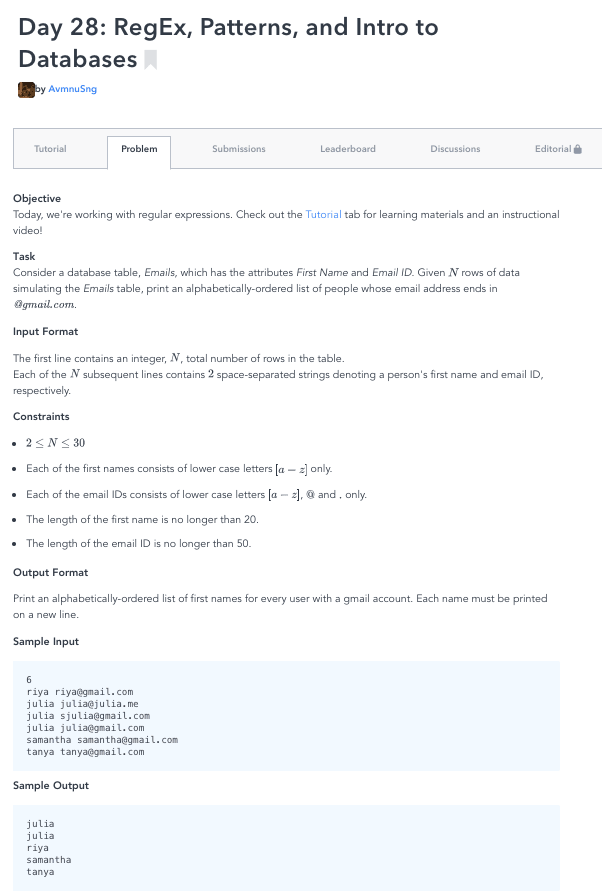 Day 28: RegEx, Patterns, and Intro to
Databases
by AvmnuSng
Tutorial Problem Submissions Leaderboard Discussions Editorial
Objective
Today, we're working with regular expressions. Check out the Tutorial tab for learning materials and an instructional
video!
Task
Consider a database table, Emails, which has the attributes First Name and Email ID. Given N rows of data
simulating the Emails table, print an alphabetically-ordered list of people whose email address ends in
@gmail.com.
Input Format
The first line contains an integer, N, total number of rows in the table.
Each of the N subsequent lines contains 2 space-separated strings denoting a person's first name and email ID,
respectively.
Constraints
• 2 ≤ N ≤ 30
• Each of the first names consists of lower case letters [a − z] only.
• Each of the email IDs consists of lower case letters [a − z], @ and . only.
• The length of the first name is no longer than 20.
• The length of the email ID is no longer than 50.
Output Format
Print an alphabetically-ordered list of first names for every user with a gmail account. Each name must be printed
on a new line.
Sample Input
6
riya riya@gmail.com
julia julia@julia.me
julia sjulia@gmail.com
julia julia@gmail.com
samantha samantha@gmail.com
tanya tanya@gmail.com
Sample Output
julia
julia
riya
samantha
tanya